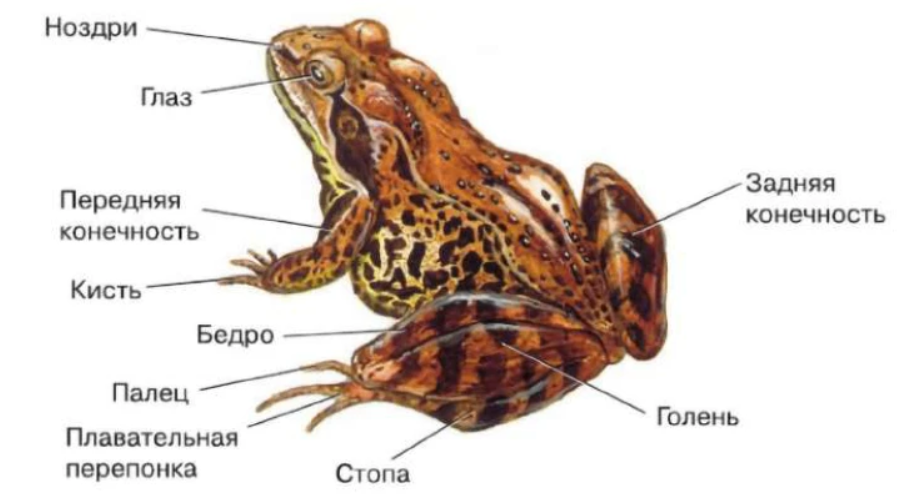 Ноздри
Глаз
Передняя
конечность
Кисть
Бедро
Палец
Плавательная
перепонка
Стопа
Голень
Задняя
конечность